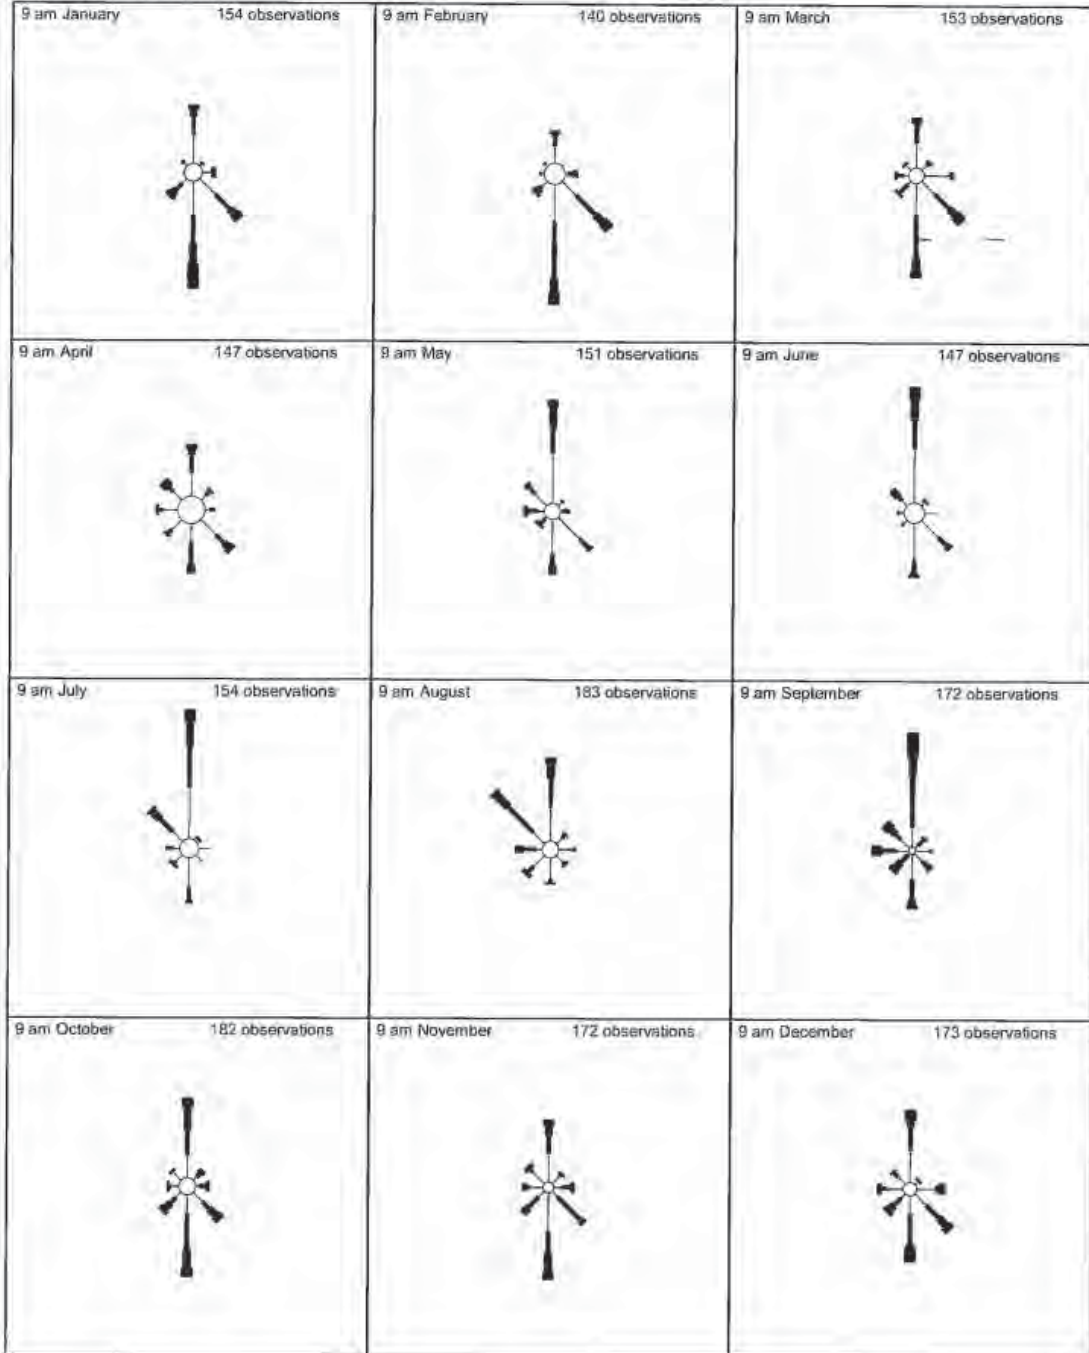 9 am January 154 observations
9 am February 140 observations
9 am March 153 observations
9 am April 147 observations
9 am May 151 observations
9 am June 147 observations
9 am July 154 observations
9 am August 183 observations
9 am September 172 observations
9 am October 182 observations
9 am November 172 observations
9 am December 173 observations